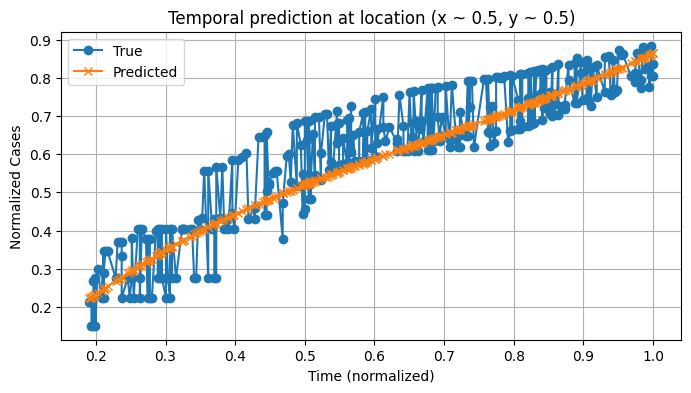 Temporal prediction at location (x ~ 0.5, y ~ 0.5)
True
Predicted
Normalized Cases
0.9
0.8
0.7
0.6
0.5
0.4
0.3
0.2
0.2 0.3 0.4 0.5 0.6 0.7 0.8 0.9 1.0
Time (normalized)